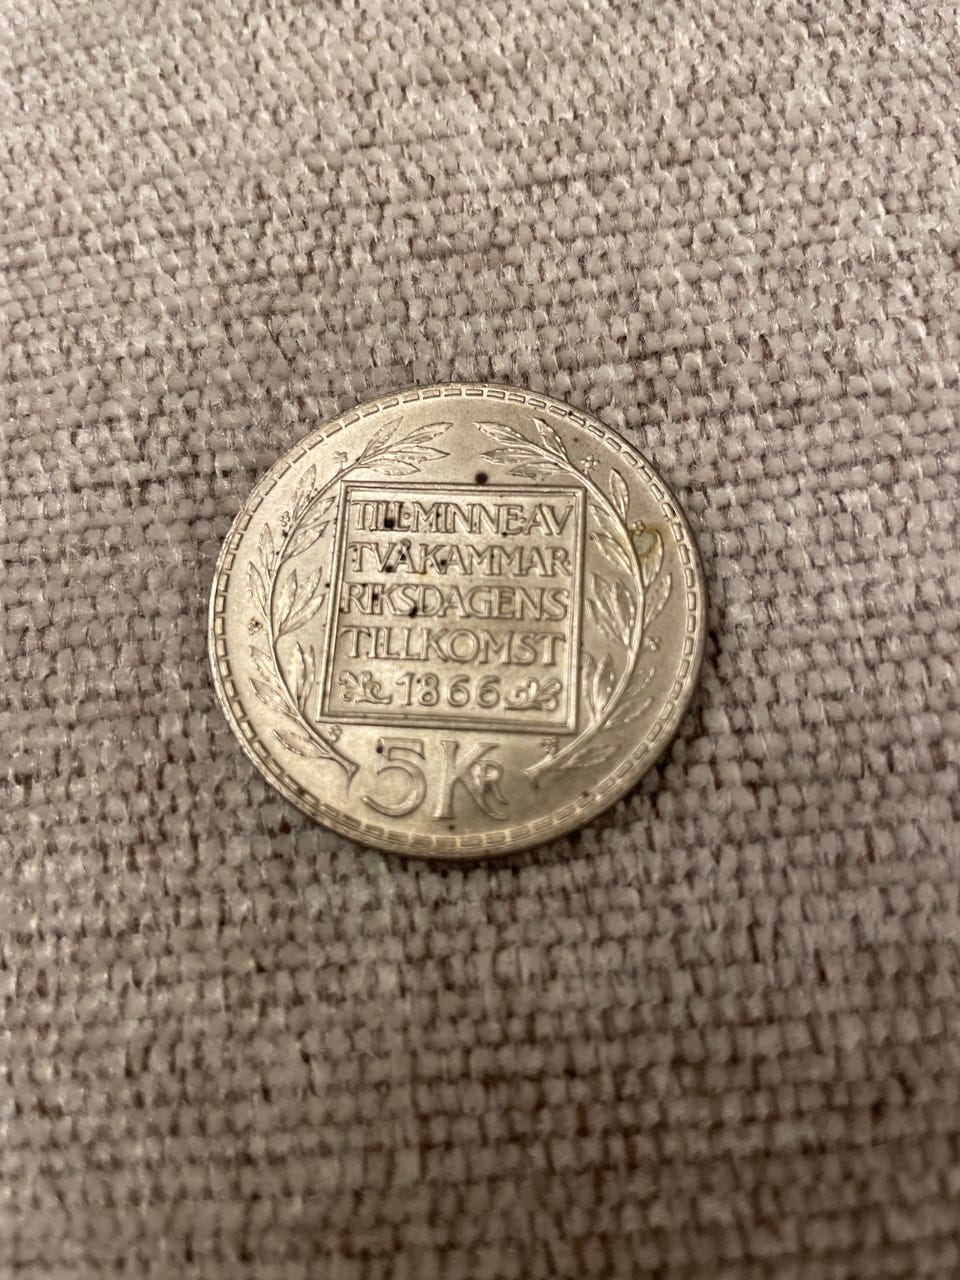 TILL·MINNE·AV
TVÅKAMMAR
RIKSDAGENS
TILLKOMST
1866
5 KR